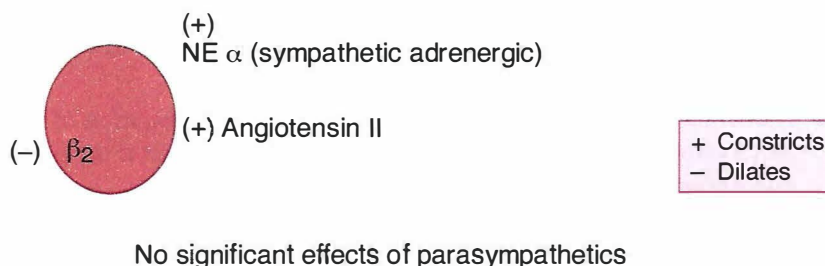 (+)
NE α (sympathetic adrenergic)
(+) Angiotensin II
(–) β2
+ Constricts
– Dilates
No significant effects of parasympathetics